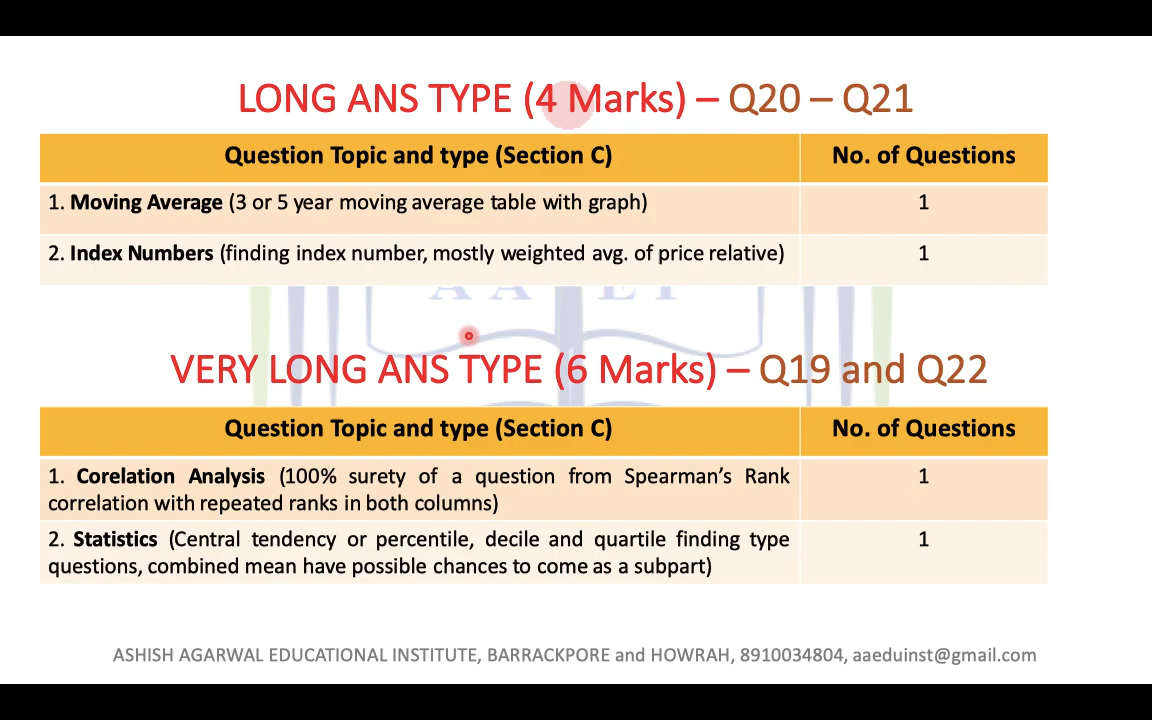 LONG ANS TYPE (4 Marks) – Q20 – Q21
Question Topic and type (Section C) No. of Questions
1. Moving Average (3 or 5 year moving average table with graph) 1
2. Index Numbers (finding index number, mostly weighted avg. of price relative) 1
A A E I
VERY LONG ANS TYPE (6 Marks) – Q19 and Q22
Question Topic and type (Section C) No. of Questions
1. Corelation Analysis (100% surety of a question from Spearman’s Rank 1
correlation with repeated ranks in both columns)
2. Statistics (Central tendency or percentile, decile and quartile finding type 1
questions, combined mean have possible chances to come as a subpart)
ASHISH AGARWAL EDUCATIONAL INSTITUTE, BARRACKPORE and HOWRAH, 8910034804, aaeduinst@gmail.com